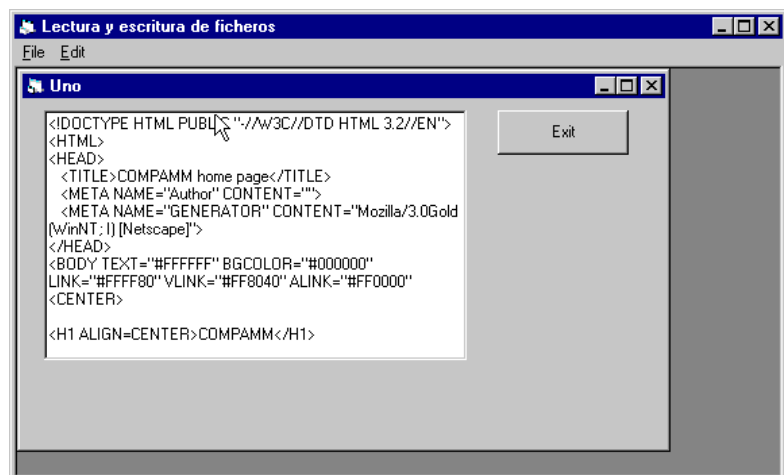 Lectura y escritura de ficheros
File Edit
Uno
<!DOCTYPE HTML PUBLIC "-//W3C//DTD HTML 3.2//EN">
<HTML>
<HEAD>
<TITLE>COMPAMM home page</TITLE>
<META NAME="Author" CONTENT="">
<META NAME="GENERATOR" CONTENT="Mozilla/3.0Gold
(WinNT; I) [Netscape]">
</HEAD>
<BODY TEXT="#FFFFFF" BGCOLOR="#000000"
LINK="#FFFF80" VLINK="#FF8040" ALINK="#FF0000"
<CENTER>
<H1 ALIGN=CENTER>COMPAMM</H1>
Exit